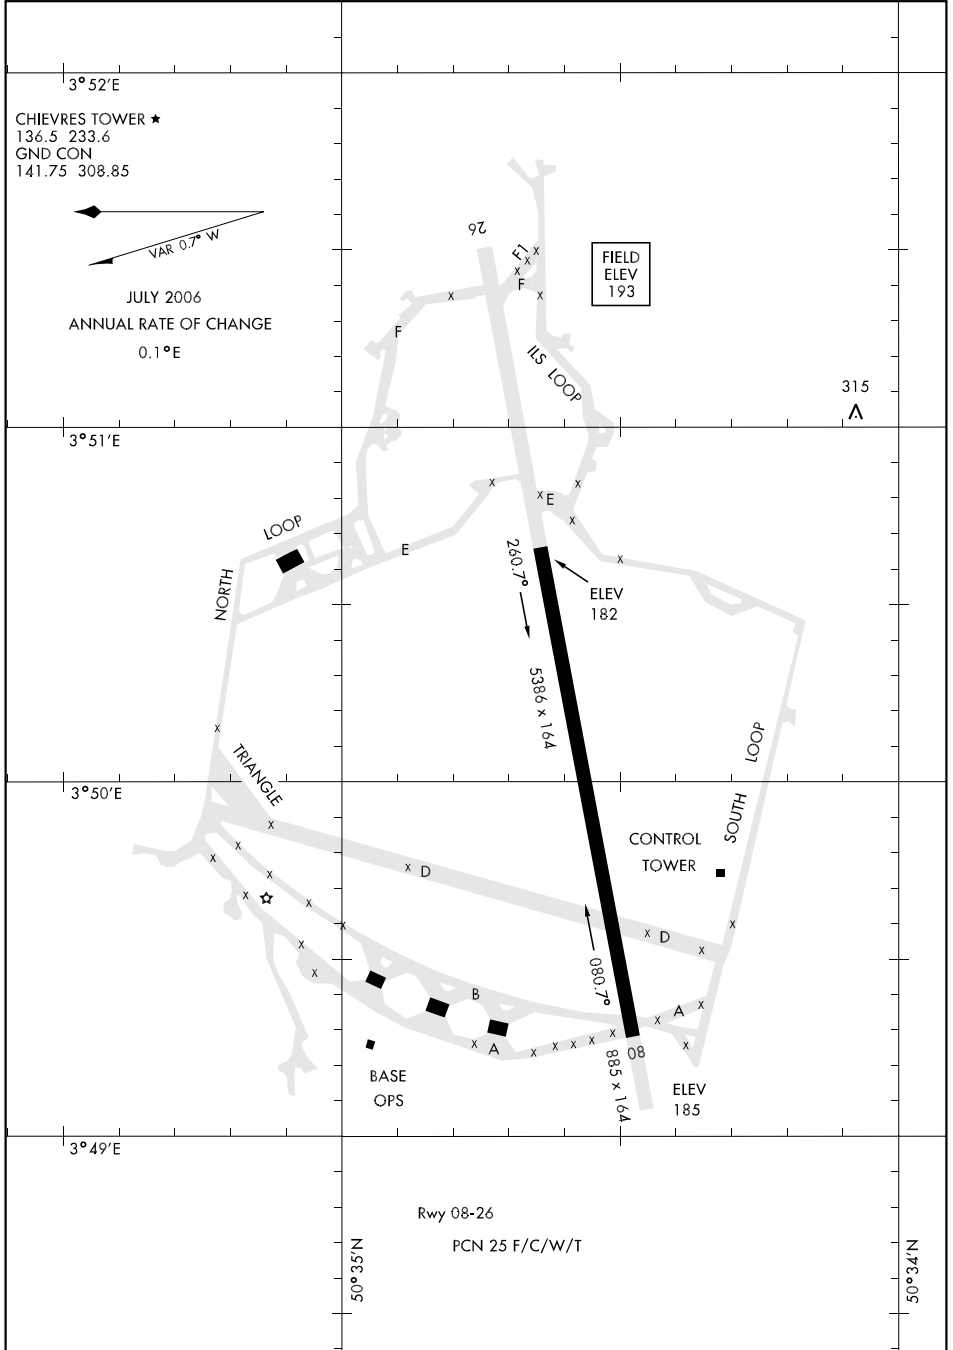 3°52'E
CHIEVRES TOWER ★
136.5 233.6
GND CON
141.75 308.85
VAR 0.7° W
JULY 2006
ANNUAL RATE OF CHANGE
0.1°E
26
F1
F
X
X
X
X
X
FIELD
ELEV
193
F
ILS LOOP
315
3°51'E
X
X
E
X
X
X
LOOP
E
NORTH
260.7°
ELEV
182
5386 x 164
X
TRIANGLE
LOOP
SOUTH
3°50'E
CONTROL
TOWER
X
X
X
X
X
X
X
X
X
X
X
D
X
D
X
X
080.7°
B
A
X
X
A
X
X
X
X
X
X
X
08
885 x 164
BASE
OPS
ELEV
185
3°49'E
Rwy 08-26
PCN 25 F/C/W/T
50°35'N
50°34'N